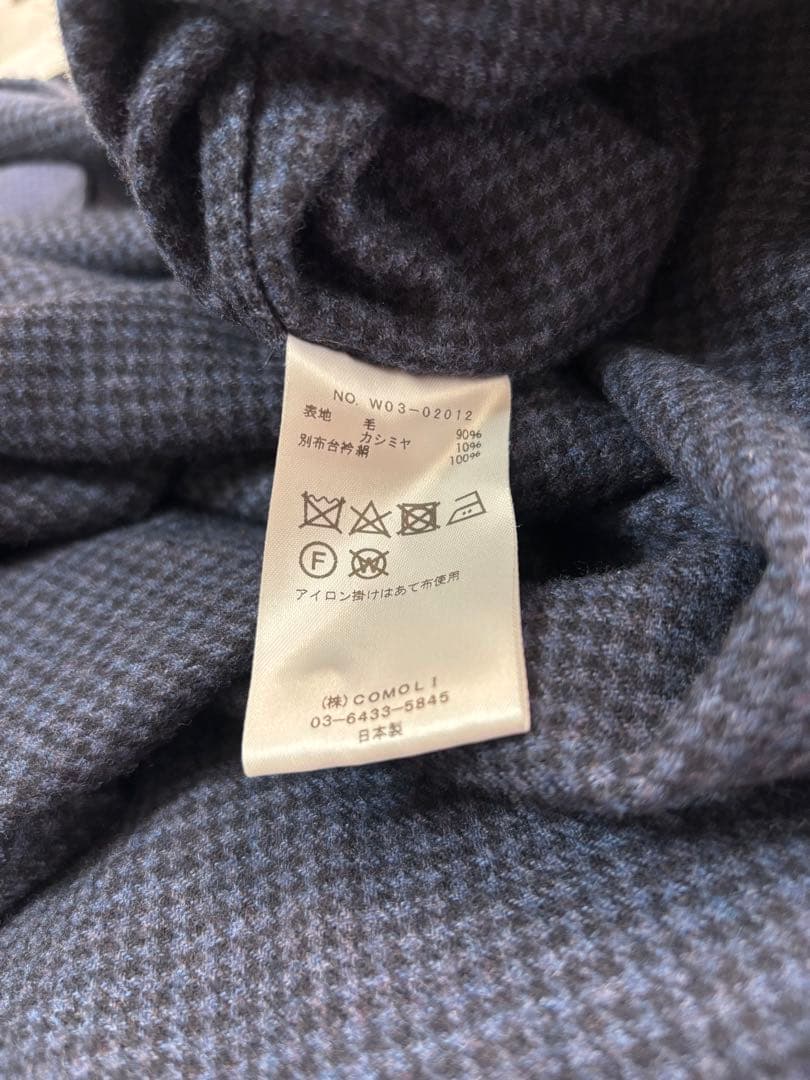 NO. W03-02012
表地 毛 90%
カシミヤ 10%
別布台衿絹 100%
F W
アイロン掛けはあて布使用
(株)COMOLI
03-6433-5845
日本製